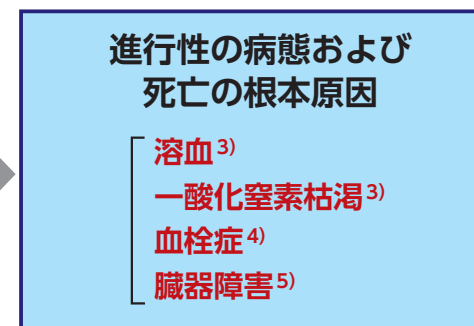 進行性の病態および
死亡の根本原因
溶血3)
一酸化窒素枯渇3)
血栓症4)
臓器障害5)